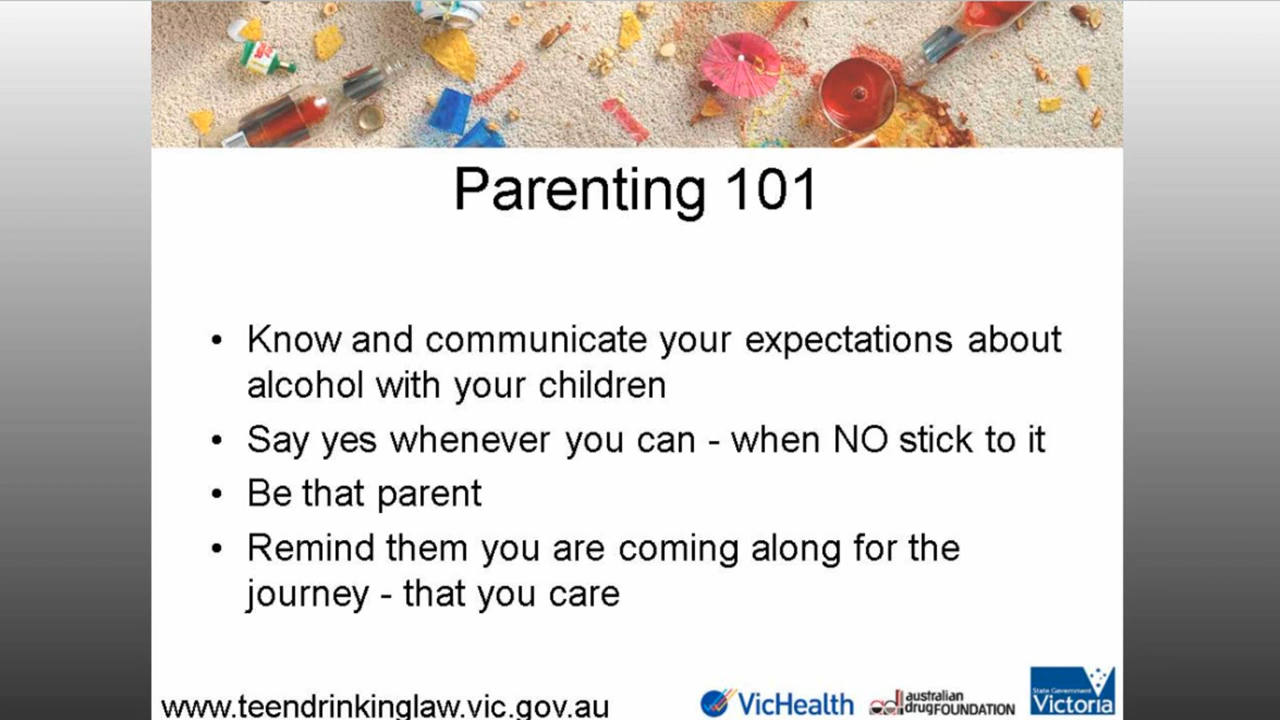 Parenting 101
• Know and communicate your expectations about
alcohol with your children
• Say yes whenever you can - when NO stick to it
• Be that parent
• Remind them you are coming along for the
journey - that you care
www.teendrinkinglaw.vic.gov.au
VicHealth
adf
australian
drugFOUNDATION
State Government
Victoria